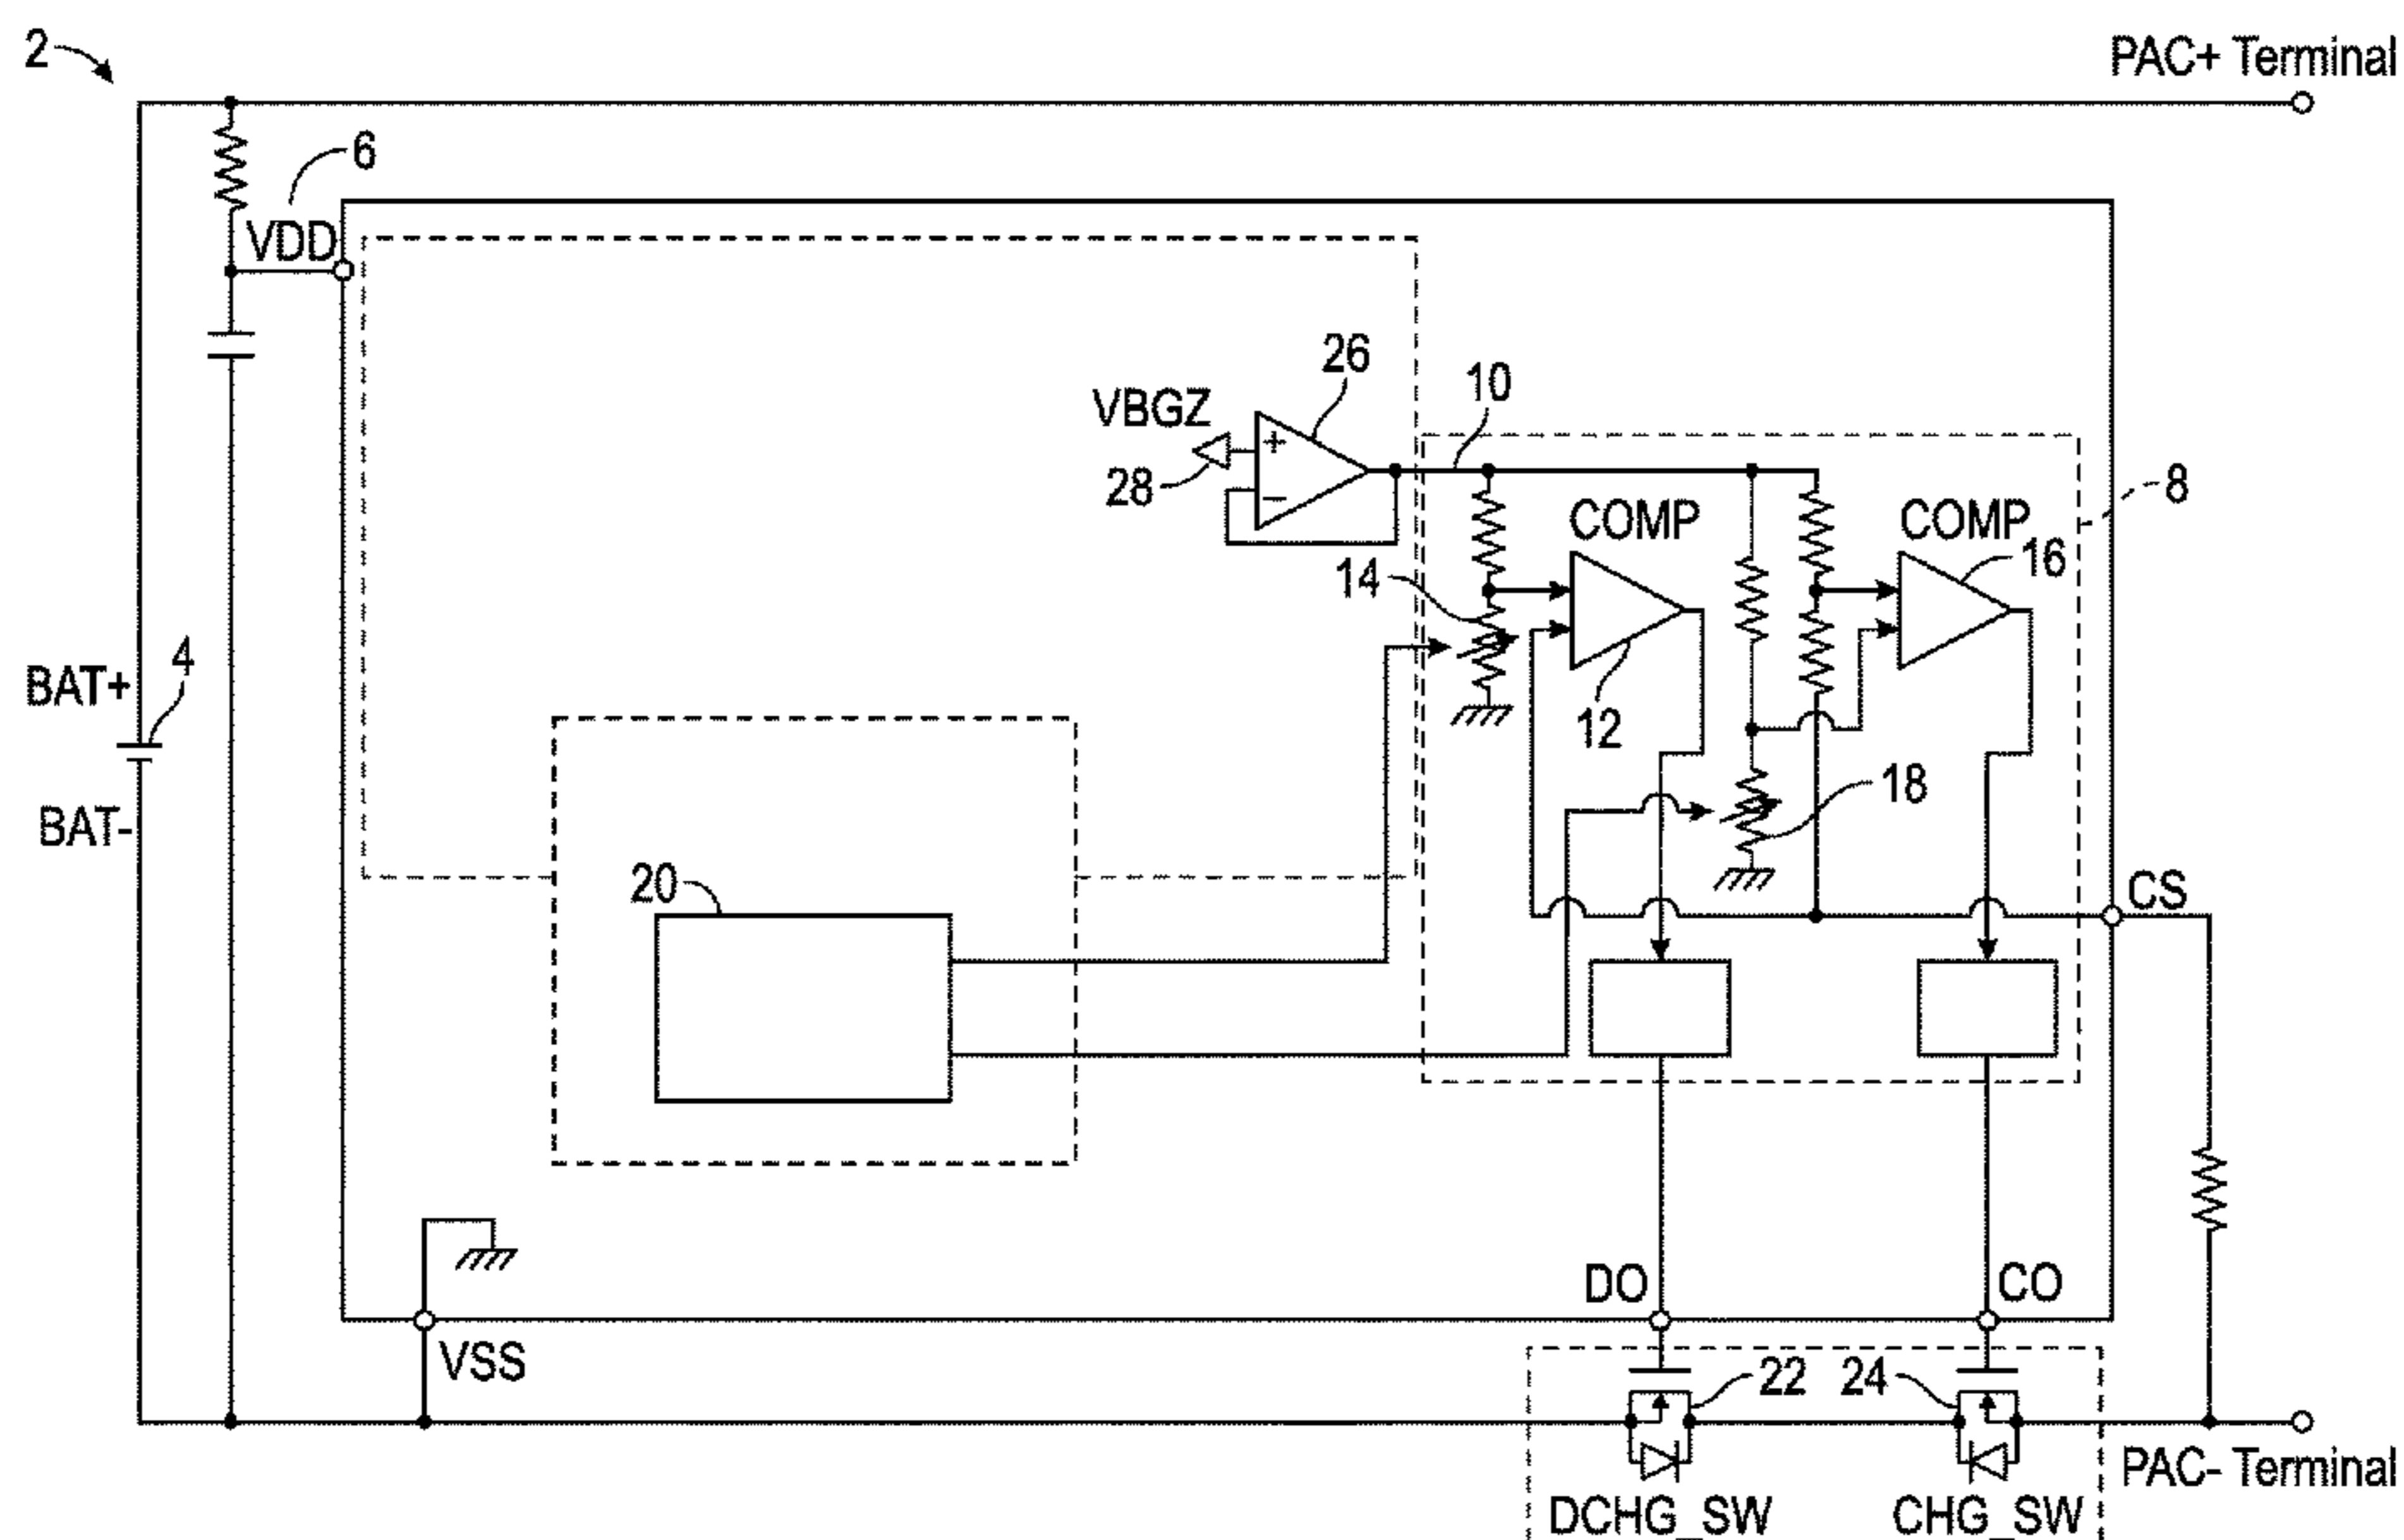 2
PAC+ Terminal
6
VDD
26
10
VBGZ
+
28
−
8
COMP
COMP
16
14
12
4
BAT+
18
BAT-
20
CS
DO
CO
VSS
22
24
PAC- Terminal
DCHG_SW
CHG_SW